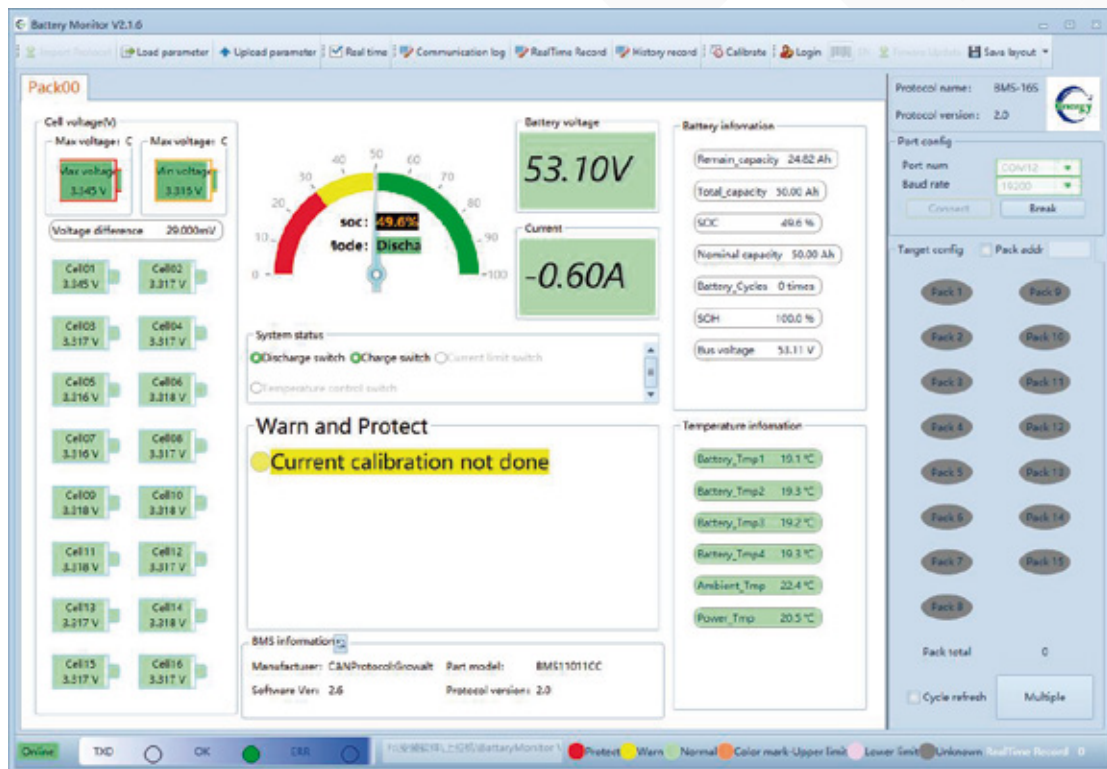 Battery Monitor V2.1.6
Load parameter Upload parameter Real time Communication log RealTime Record History record Calibrate Login Save layout
Pack00
Cell voltage(V)
Max voltage: C Max voltage: C
Max voltage
3.345 V
Min voltage
3.315 V
Voltage difference 29.000mV
Cell01
3.345 V
Cell02
3.317 V
Cell03
3.317 V
Cell04
3.317 V
Cell05
3.316 V
Cell06
3.318 V
Cell07
3.316 V
Cell08
3.317 V
Cell09
3.318 V
Cell10
3.318 V
Cell11
3.318 V
Cell12
3.317 V
Cell13
3.317 V
Cell14
3.318 V
Cell15
3.317 V
Cell16
3.317 V
0 10 20 30 40 50 60 70 90 100
soc: 49.6%
Mode: Discha
System status
Discharge switch Charge switch Current limit switch
Temperature control switch
Warn and Protect
Current calibration not done
BMS information
Manufacturer: CANProtocol:Growalt Part model: BMS11011CC
Software Ver: 2.6 Protocol version: 2.0
Battery voltage
53.10V
Current
-0.60A
Battery infomation
Remain_capacity 24.82 Ah
Total_capacity 50.00 Ah
SOC 49.6 %
Nominal capacity 50.00 Ah
Battery_Cycles 0 times
SOH 100.0 %
Bus voltage 53.11 V
Temperature infomation
Battery_Tmp1 19.1 ℃
Battery_Tmp2 19.3 ℃
Battery_Tmp3 19.2 ℃
Battery_Tmp4 19.3 ℃
Ambient_Tmp 22.4 ℃
Power_Tmp 20.5 ℃
Protocol name: BMS-16S
Protocol version: 2.0
energy
Port config
Port num COM12
Baud rate 19200
Connect Break
Target config Pack addr
Pack 1 Pack 9
Pack 2 Pack 10
Pack 3 Pack 11
Pack 4 Pack 12
Pack 5 Pack 13
Pack 6 Pack 14
Pack 7 Pack 15
Pack 8
Pack total 0
Cycle refresh Multiple
Online TXD OK ERR Protect Warn Normal Color mark-Upper limit Lower limit Unknown RealTime Record 0